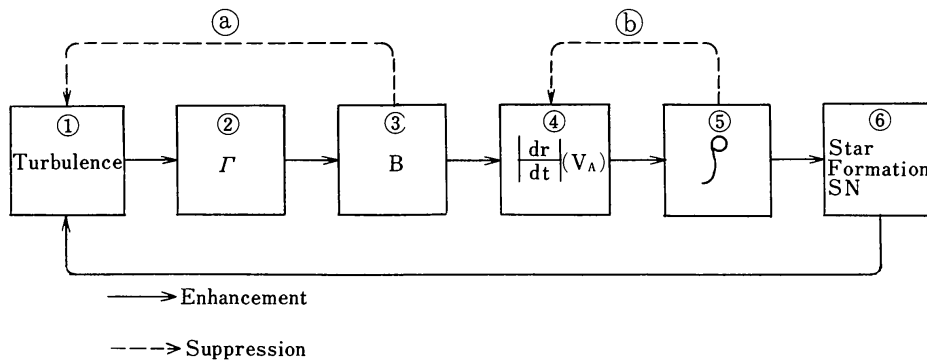 ⓐ
ⓑ
①
Turbulence
②
Γ
③
B
④
|dr/dt|(V_A)
⑤
ρ
⑥
Star
Formation
SN
Enhancement
Suppression